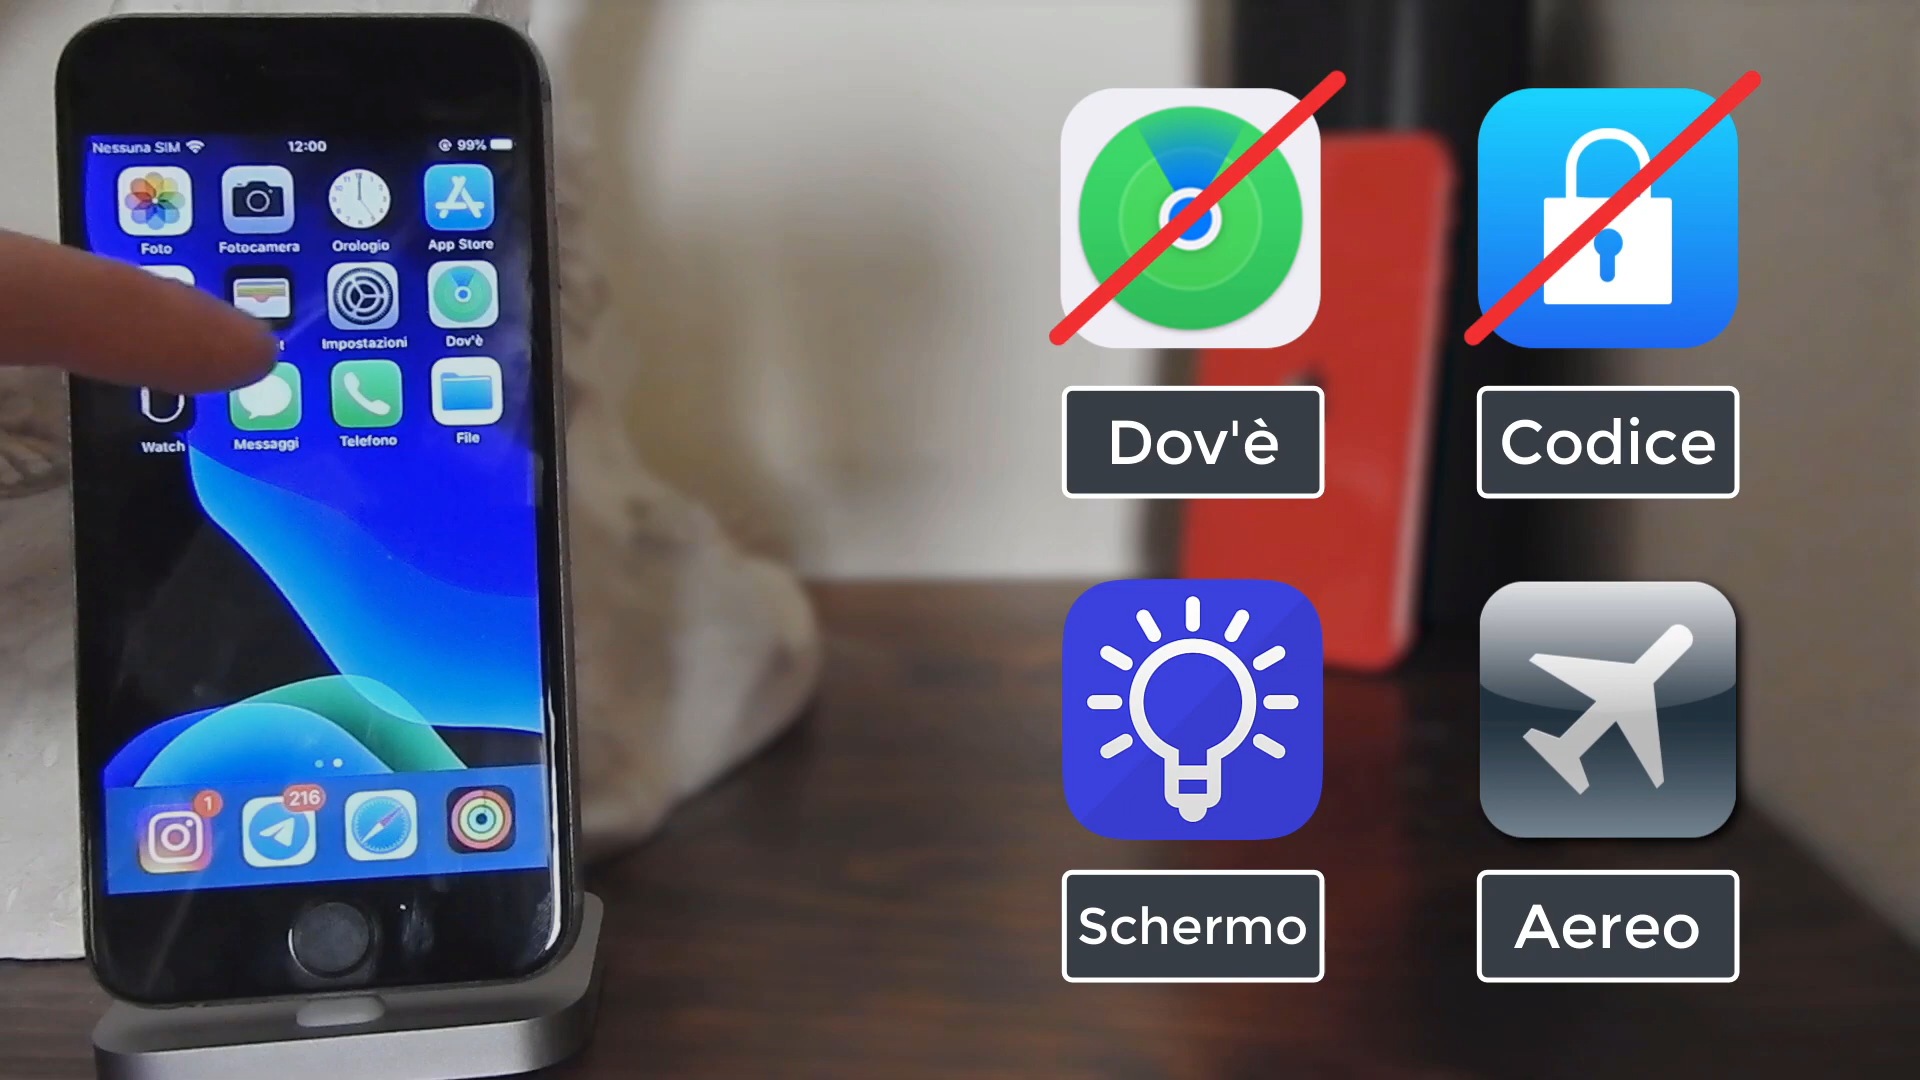 Nessuna SIM 12:00 99%
Foto Fotocamera Orologio App Store
Impostazioni Dov'è
Watch Messaggi Telefono File
1 216
Dov'è Codice
Schermo Aereo